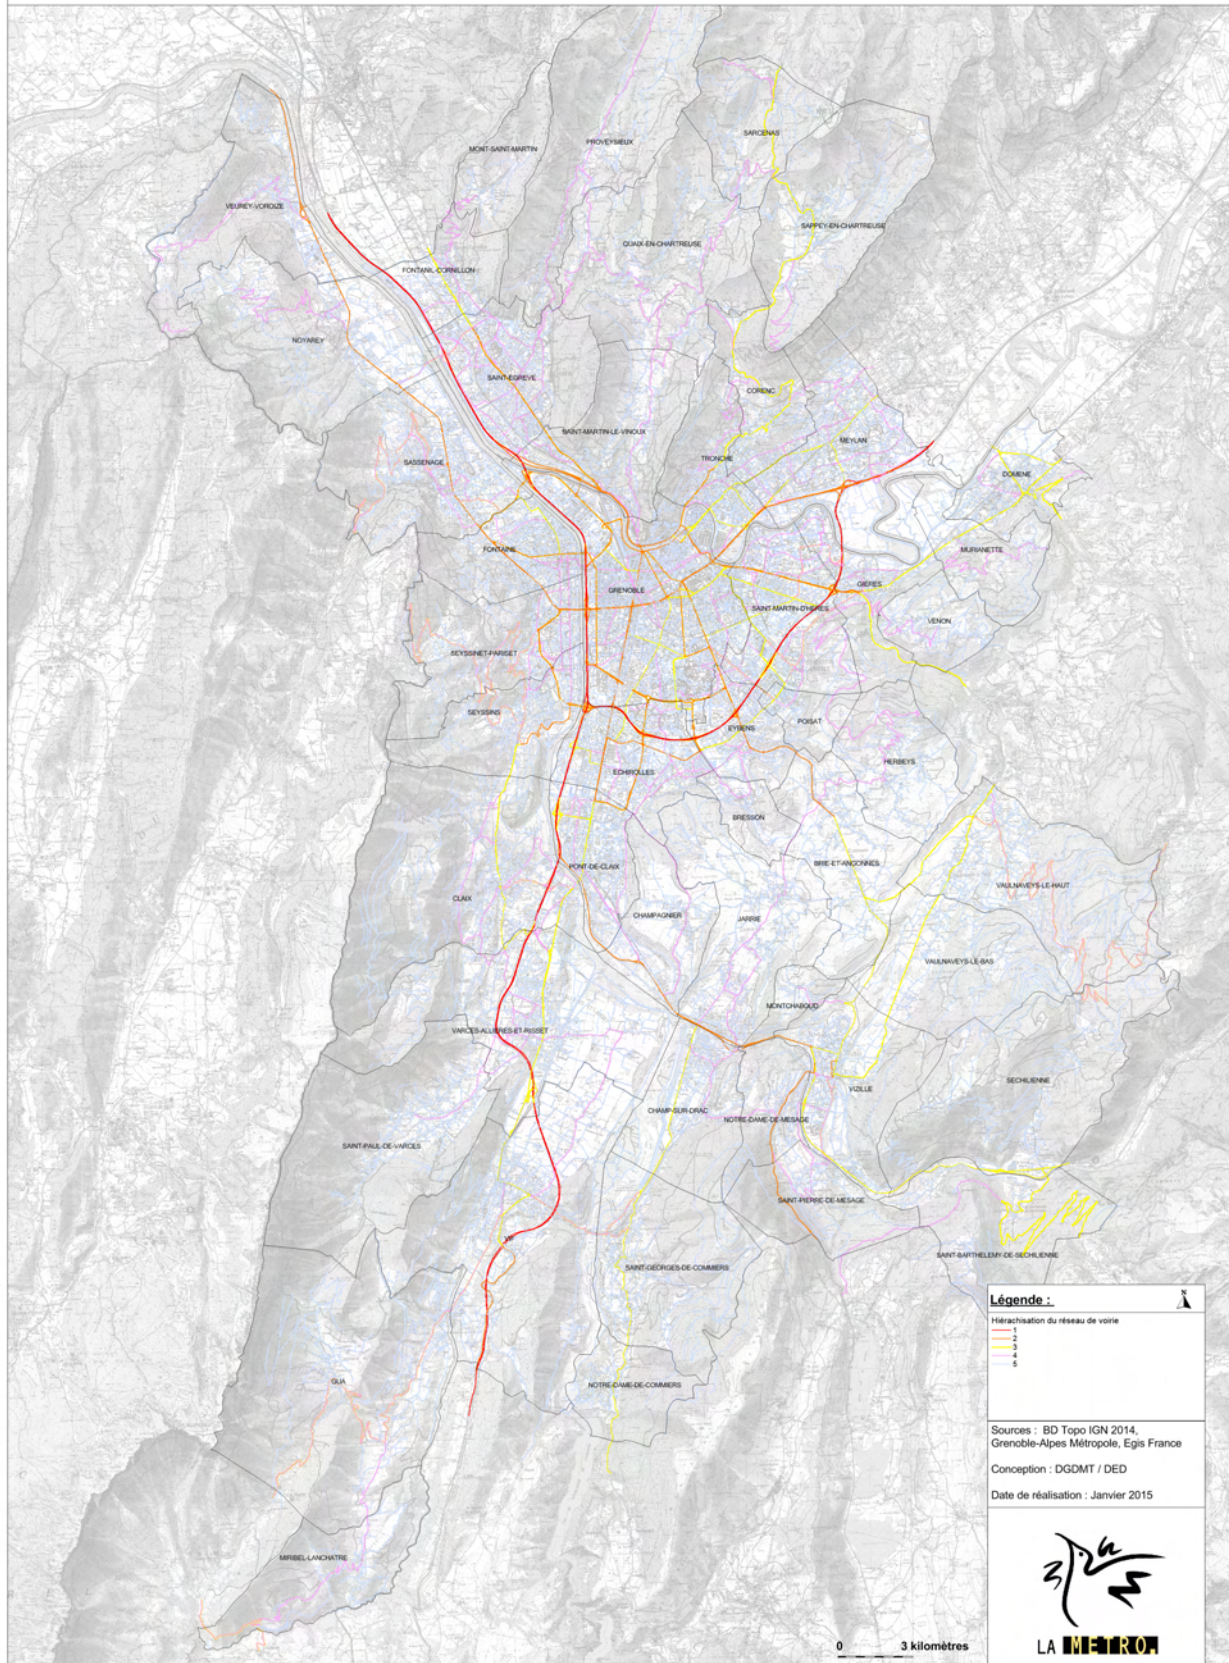 SARCENAS
PROVEYSIEUX
MONT-SAINT-MARTIN
VEUREY-VOROIZE
SAPPEY-EN-CHARTREUSE
QUAIX-EN-CHARTREUSE
FONTANIL-CORNILLON
NOYAREY
SAINT-EGREVE
CORENC
SAINT-MARTIN-LE-VINOUX
MEYLAN
TRONCHE
SASSENAGE
DOMENE
FONTAINE
MURIANETTE
GIERES
GRENOBLE
SAINT-MARTIN-D'HERES
VENON
SEYSSINET-PARISET
SEYSSINS
POISAT
EYBENS
HERBEYS
ECHIROLLES
BRESSON
PONT-DE-CLAIX
BRIE-ET-ANGONNES
VAULNAVEYS-LE-HAUT
CLAIX
CHAMPAGNIER
JARRIE
VAULNAVEYS-LE-BAS
MONTCHABOUD
VARCES-ALLIERES-ET-RISSET
SECHILIENNE
VIZILLE
CHAMP-SUR-DRAC
NOTRE-DAME-DE-MESAGE
SAINT-PAUL-DE-VARCES
SAINT-PIERRE-DE-MESAGE
VIF
SAINT-BARTHELEMY-DE-SECHILIENNE
SAINT-GEORGES-DE-COMMIERS
GUA
NOTRE-DAME-DE-COMMIERS
MIRIBEL-LANCHATRE
Légende :
N
Hiérachisation du réseau de voirie
1
2
3
4
5
Sources : BD Topo IGN 2014,
Grenoble-Alpes Métropole, Egis France
Conception : DGDMT / DED
Date de réalisation : Janvier 2015
0 3 kilomètres
LA METRO.